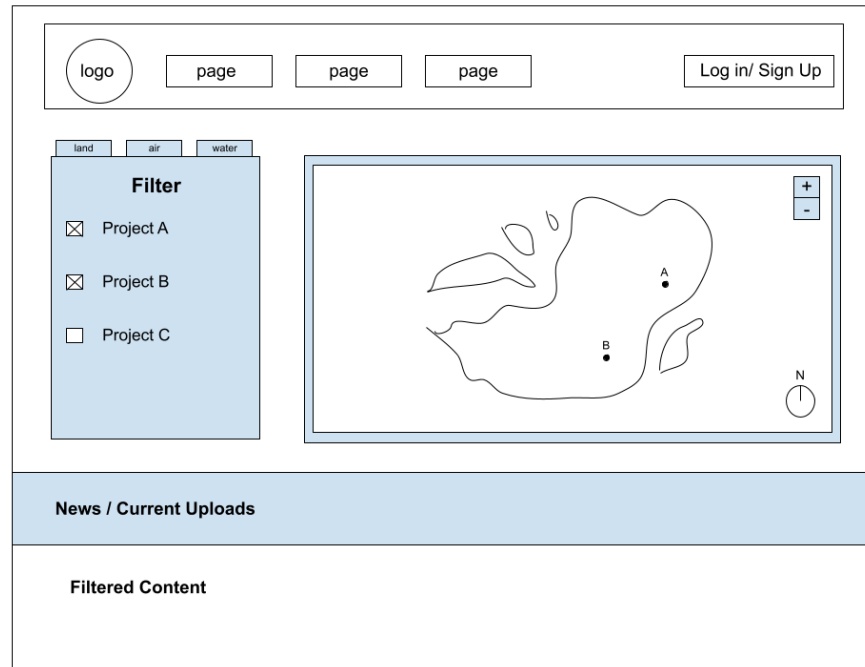 logo
page
page
page
Log in/ Sign Up
land
air
water
Filter
Project A
Project B
Project C
+
-
A
B
N
News / Current Uploads
Filtered Content